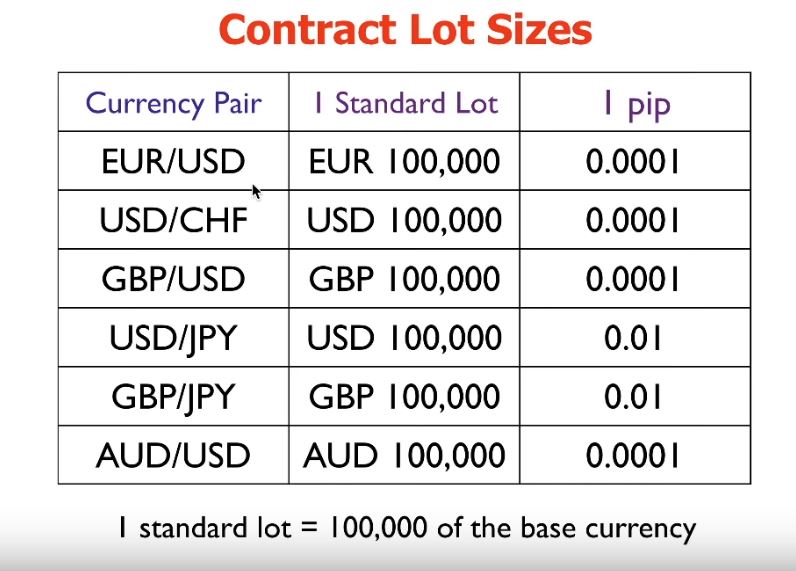 Contract Lot Sizes
Currency Pair 1 Standard Lot 1 pip
EUR/USD EUR 100,000 0.0001
USD/CHF USD 100,000 0.0001
GBP/USD GBP 100,000 0.0001
USD/JPY USD 100,000 0.01
GBP/JPY GBP 100,000 0.01
AUD/USD AUD 100,000 0.0001
1 standard lot = 100,000 of the base currency